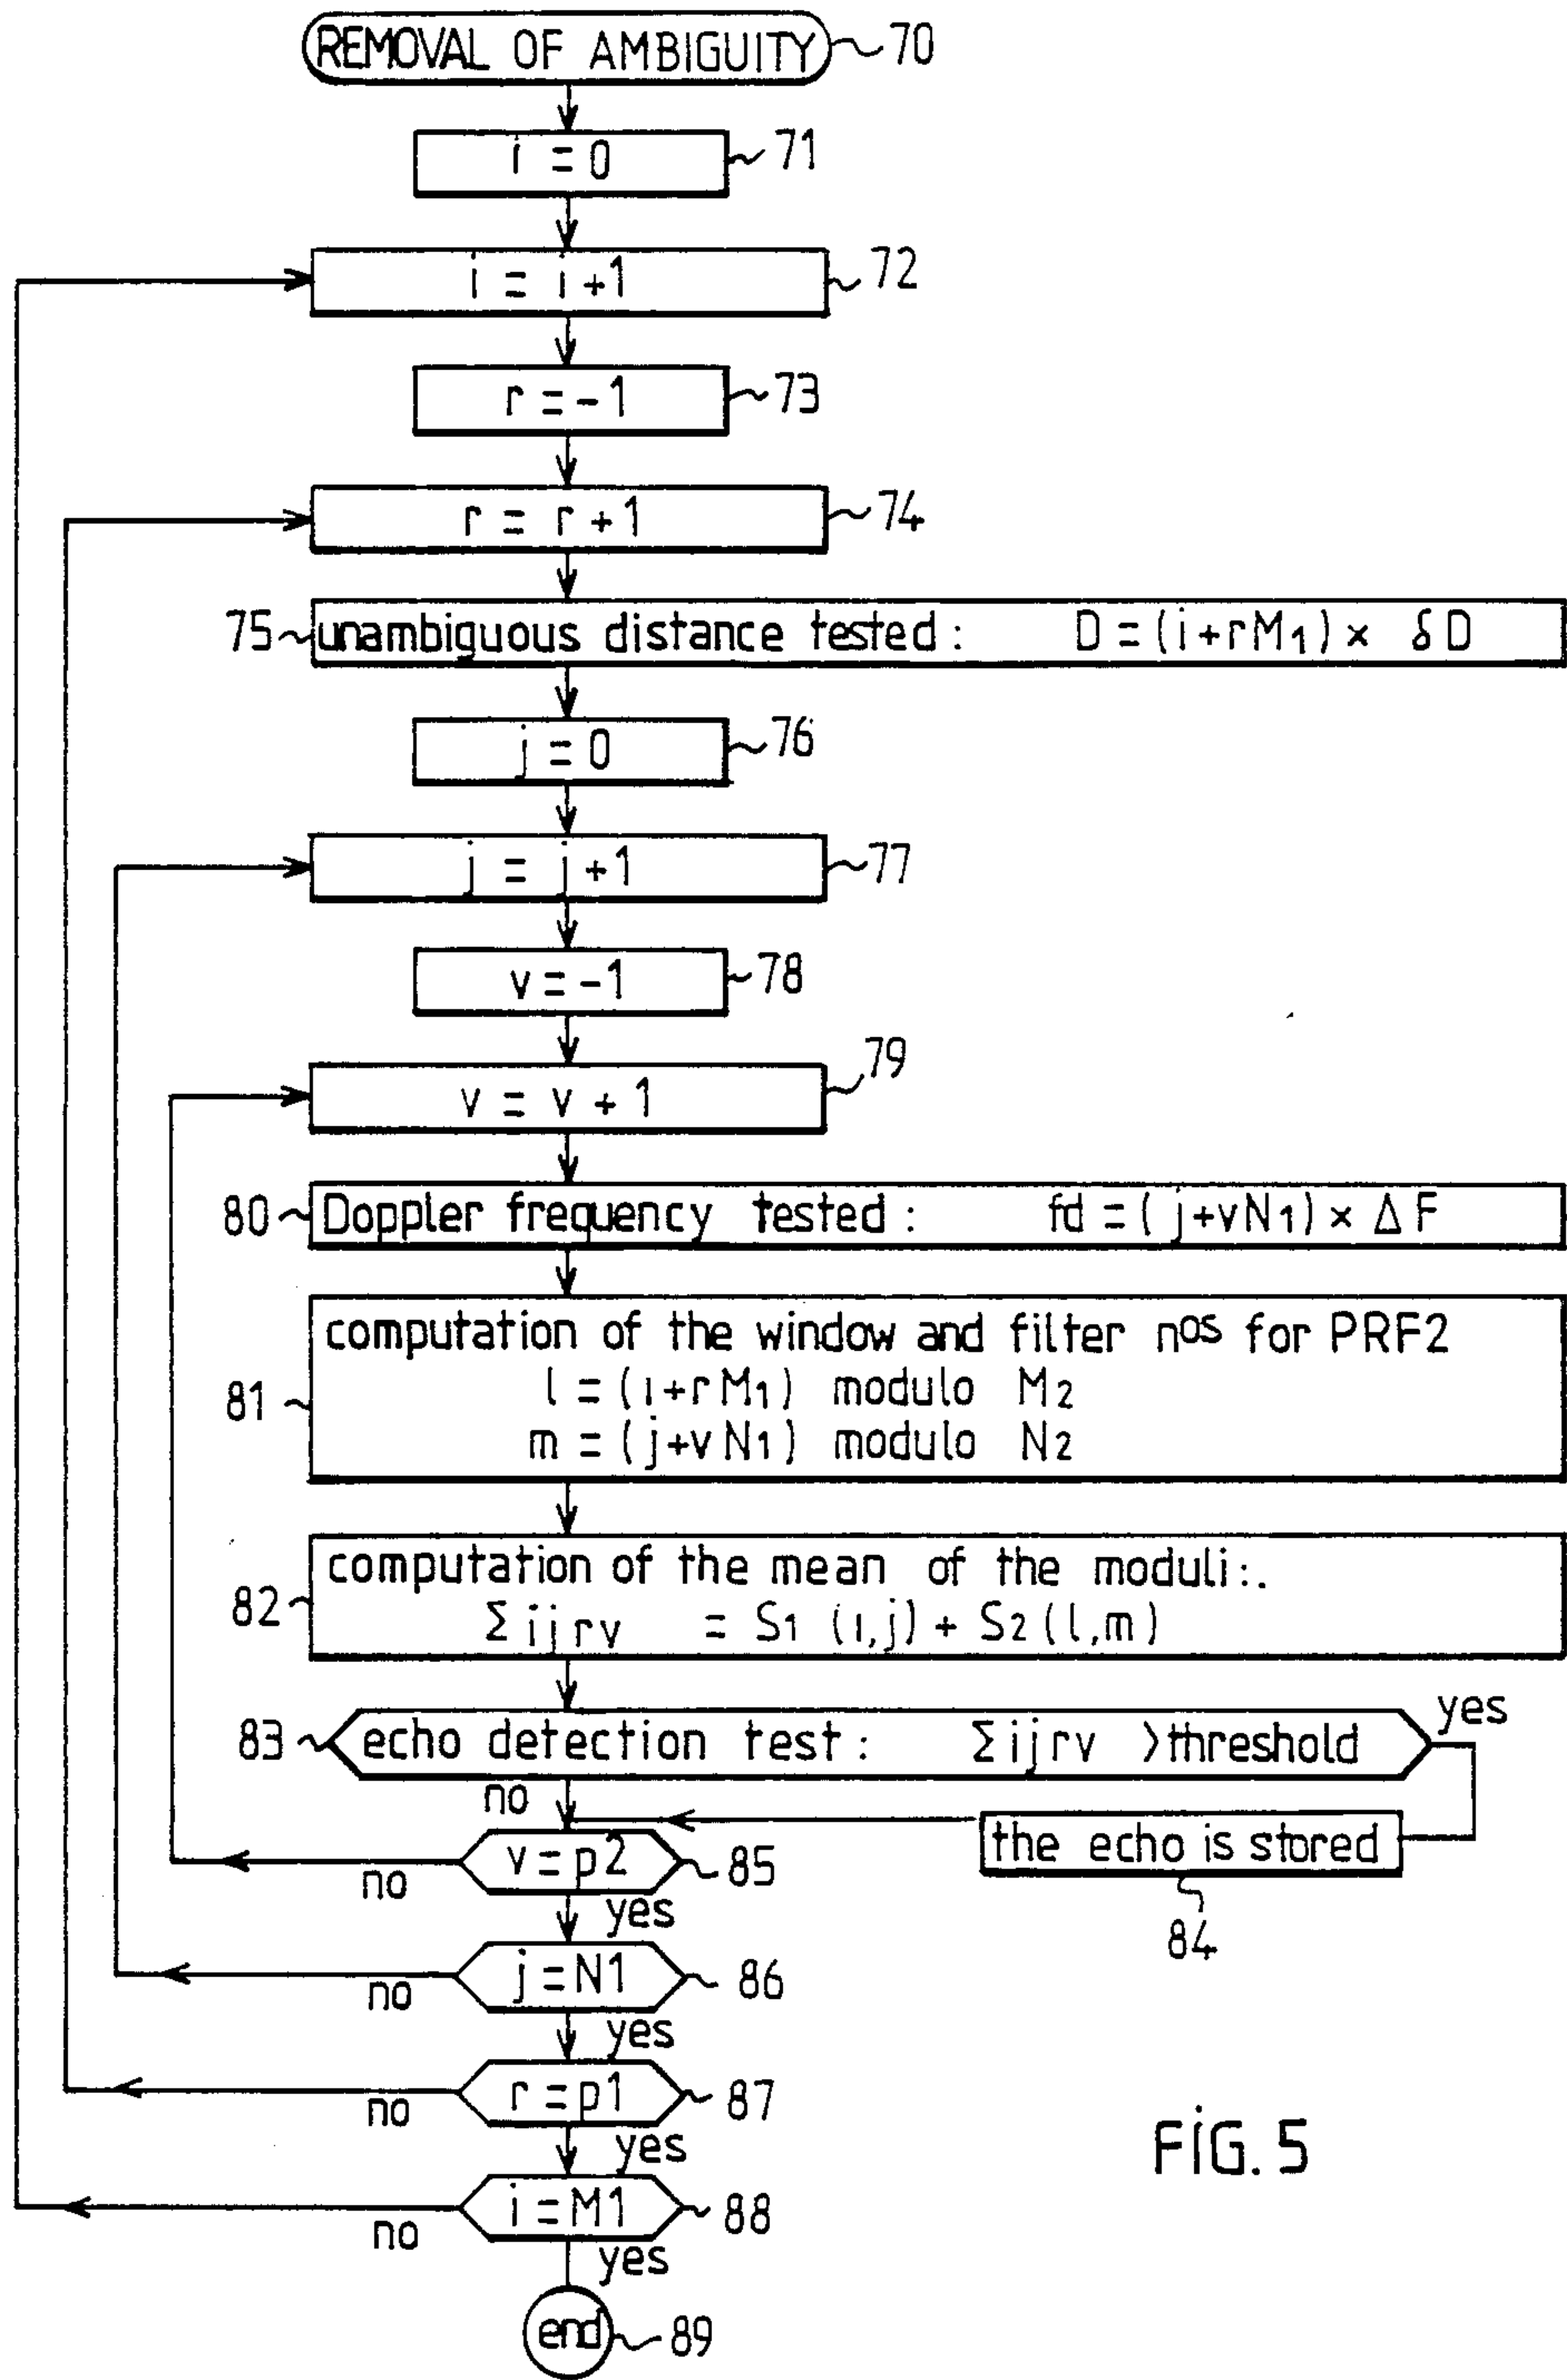 REMOVAL OF AMBIGUITY 70
i = 0 71
i = i +1 72
r = -1 73
r = r + 1 74
75 unambiguous distance tested : D = (i+rM1) × δ D
j = 0 76
j = j +1 77
v = -1 78
v = v + 1 79
80 Doppler frequency tested : fd = (j+vN1) × Δ F
computation of the window and filter nos for PRF2
81 l = (i+rM1) modulo M2
m = (j+vN1) modulo N2
computation of the mean of the moduli:.
82 Σ ijrv = S1 (i,j) + S2 (l,m)
83 echo detection test : Σ ijrv >threshold yes
no
the echo is stored
84
v = p2 85
no
yes
j = N1 86
no
yes
r = p1 87
no
yes
i = M1 88
no
yes
end 89
FIG. 5